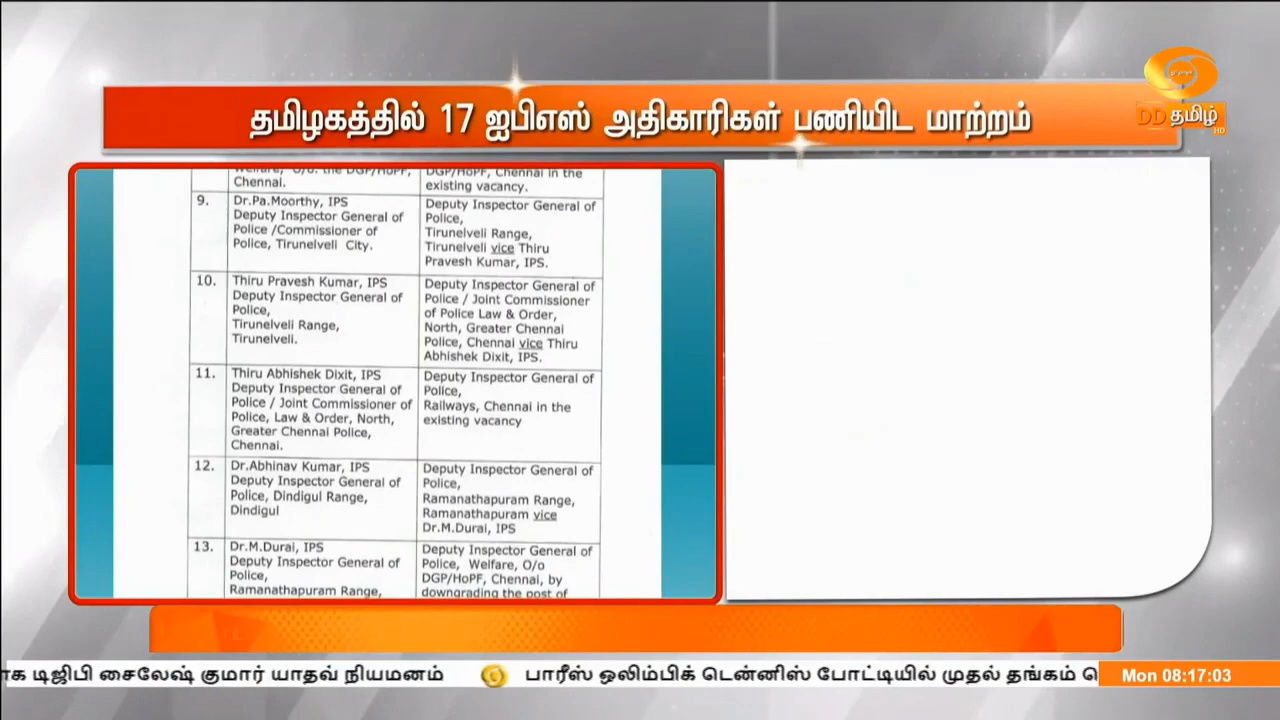 தமிழகத்தில் 17 ஐபிஎஸ் அதிகாரிகள் பணியிட மாற்றம்
DD தமிழ்
HD
Welfare, O/o. the DGP/HoPF,
Chennai.
DGP/HoPF, Chennai in the
existing vacancy.
9.
Dr.Pa.Moorthy, IPS
Deputy Inspector General of
Police /Commissioner of
Police, Tirunelveli City.
Deputy Inspector General of
Police,
Tirunelveli Range,
Tirunelveli vice Thiru
Pravesh Kumar, IPS.
10.
Thiru Pravesh Kumar, IPS
Deputy Inspector General of
Police,
Tirunelveli Range,
Tirunelveli.
Deputy Inspector General of
Police / Joint Commissioner
of Police Law & Order,
North, Greater Chennai
Police, Chennai vice Thiru
Abhishek Dixit, IPS.
11.
Thiru Abhishek Dixit, IPS
Deputy Inspector General of
Police / Joint Commissioner of
Police, Law & Order, North,
Greater Chennai Police,
Chennai.
Deputy Inspector General of
Police,
Railways, Chennai in the
existing vacancy
12.
Dr.Abhinav Kumar, IPS
Deputy Inspector General of
Police, Dindigul Range,
Dindigul
Deputy Inspector General of
Police,
Ramanathapuram Range,
Ramanathapuram vice
Dr.M.Durai, IPS
13.
Dr.M.Durai, IPS
Deputy Inspector General of
Police,
Ramanathapuram Range,
Deputy Inspector General of
Police, Welfare, O/o
DGP/HoPF, Chennai, by
downgrading the post of
டிஜிபி சைலேஷ் குமார் யாதவ் நியமனம் பாரீஸ் ஒலிம்பிக் டென்னிஸ் போட்டியில் முதல் தங்கம்
Mon 08:17:03